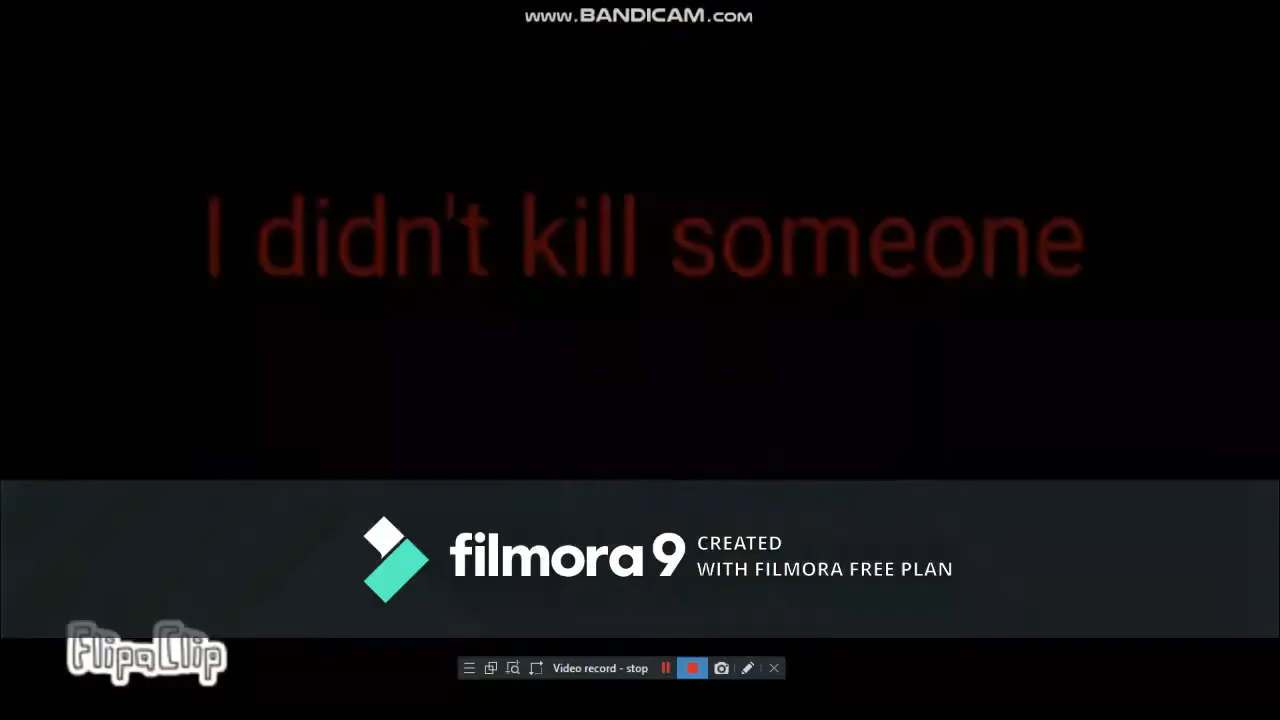 www.BANDICAM.com
I didn't kill someone
filmora 9 CREATED
WITH FILMORA FREE PLAN
FlipaClip
Video record - stop